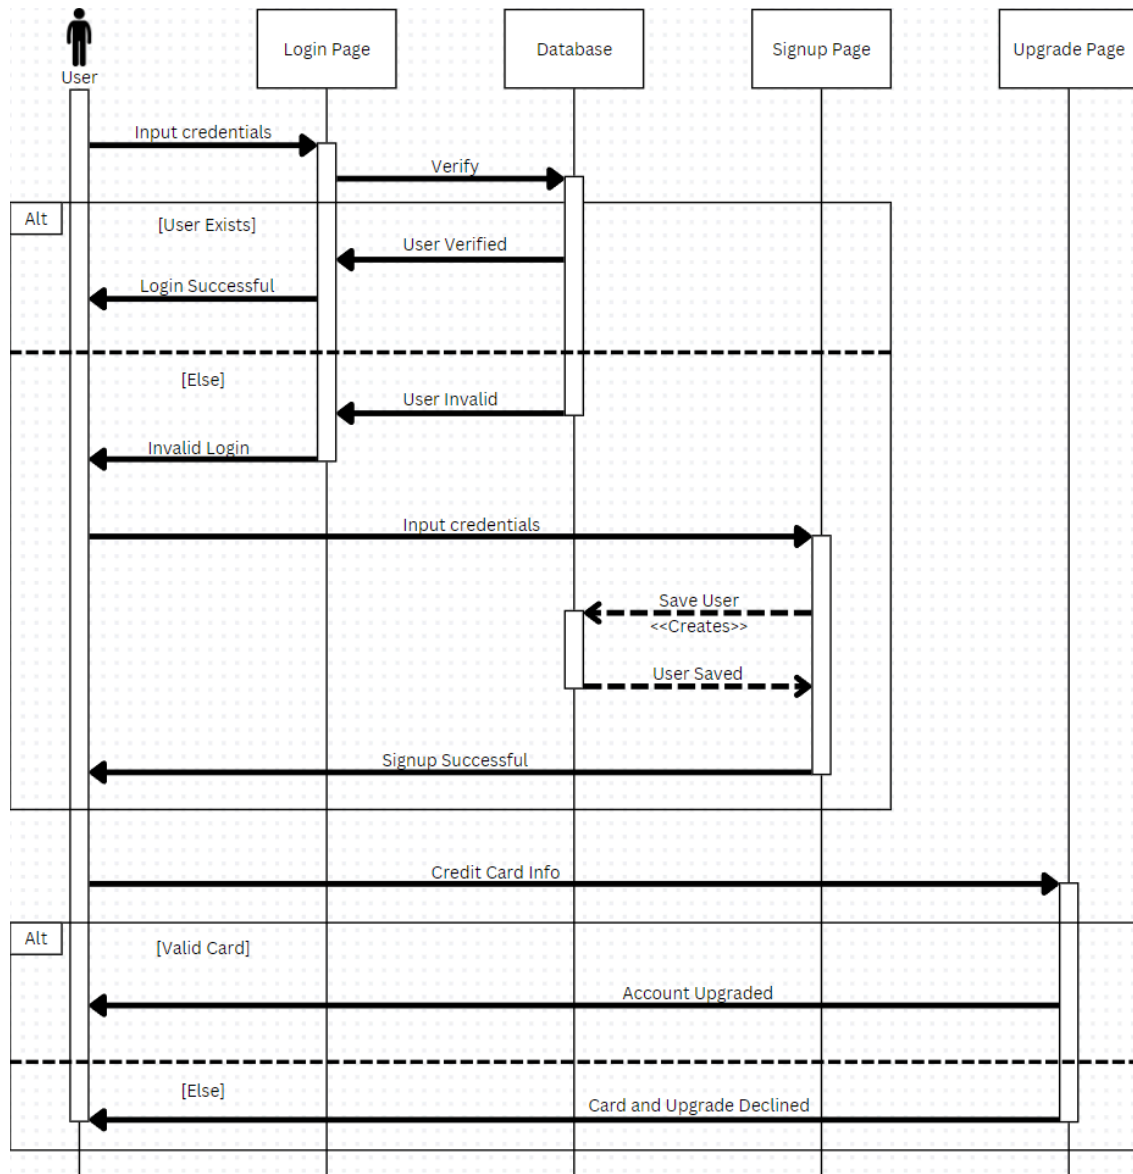 User
Login Page
Database
Signup Page
Upgrade Page
Input credentials
Verify
Alt
[User Exists]
User Verified
Login Successful
[Else]
User Invalid
Invalid Login
Input credentials
Save User
<<Creates>>
User Saved
Signup Successful
Credit Card Info
Alt
[Valid Card]
Account Upgraded
[Else]
Card and Upgrade Declined